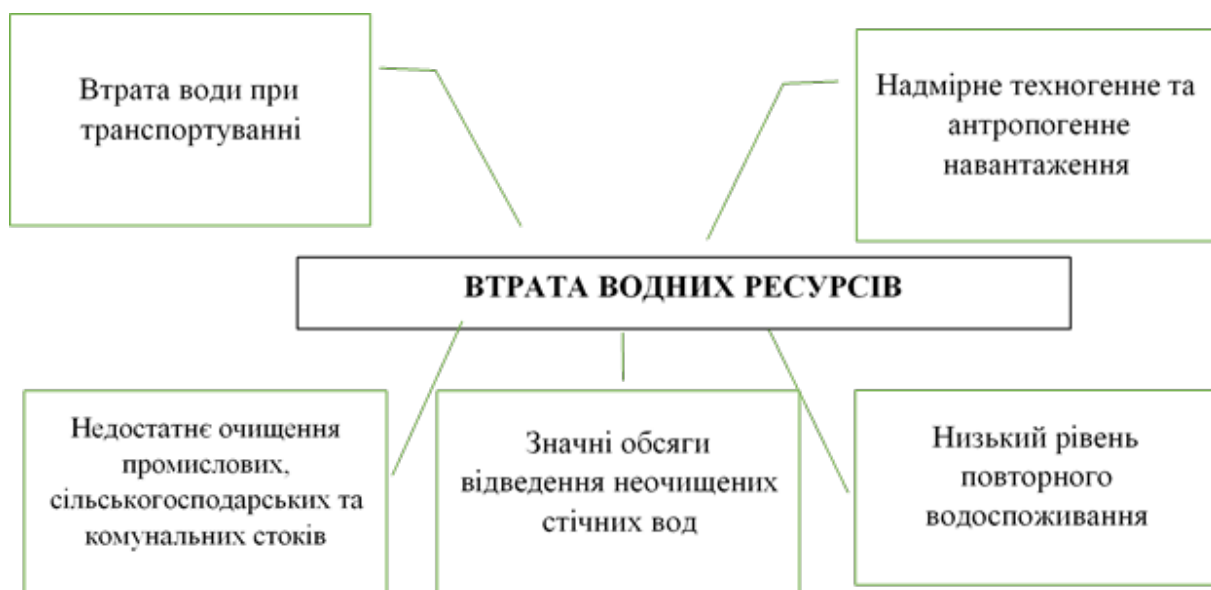 Втрата води при
транспортуванні
Надмірне техногенне та
антропогенне
навантаження
ВТРАТА ВОДНИХ РЕСУРСІВ
Недостатнє очищення
промислових,
сільськогосподарських та
комунальних стоків
Значні обсяги
відведення неочищених
стічних вод
Низький рівень
повторного
водоспоживання